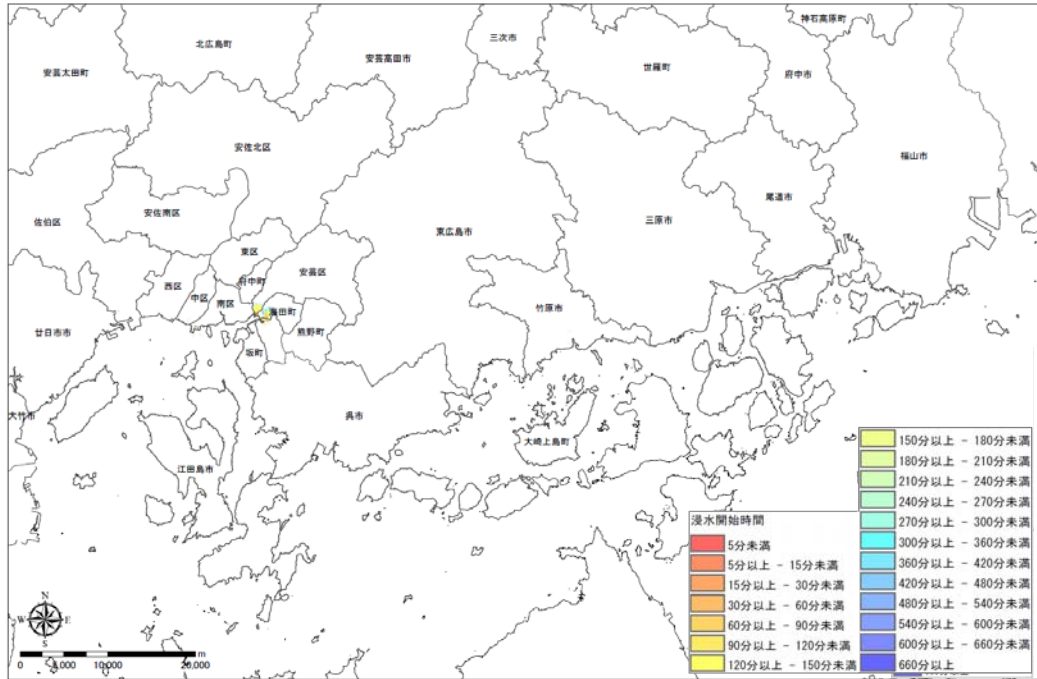 神石高原町
北広島町
三次市
安芸高田市
世羅町
安芸太田町
府中市
安佐北区
福山市
尾道市
安佐南区
佐伯区
三原市
東広島市
東区
安芸区
府中町
西区
中区
南区
海田町
竹原市
廿日市市
熊野町
坂町
大竹市
呉市
大崎上島町
江田島市
浸水開始時間
5分未満
5分以上 - 15分未満
15分以上 - 30分未満
30分以上 - 60分未満
60分以上 - 90分未満
90分以上 - 120分未満
120分以上 - 150分未満
150分以上 - 180分未満
180分以上 - 210分未満
210分以上 - 240分未満
240分以上 - 270分未満
270分以上 - 300分未満
300分以上 - 360分未満
360分以上 - 420分未満
420分以上 - 480分未満
480分以上 - 540分未満
540分以上 - 600分未満
600分以上 - 660分未満
660分以上
N
W E
S
m
0 5,000 10,000 20,000